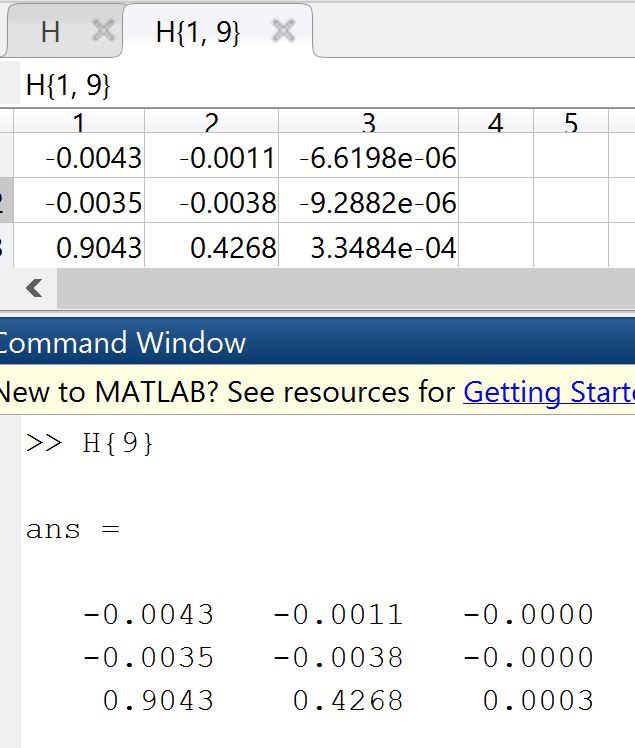 H H{1, 9}
H{1, 9}
1 2 3 4 5
-0.0043 -0.0011 -6.6198e-06
2 -0.0035 -0.0038 -9.2882e-06
3 0.9043 0.4268 3.3484e-04
Command Window
New to MATLAB? See resources for Getting Starte
>> H{9}
ans =
-0.0043 -0.0011 -0.0000
-0.0035 -0.0038 -0.0000
0.9043 0.4268 0.0003